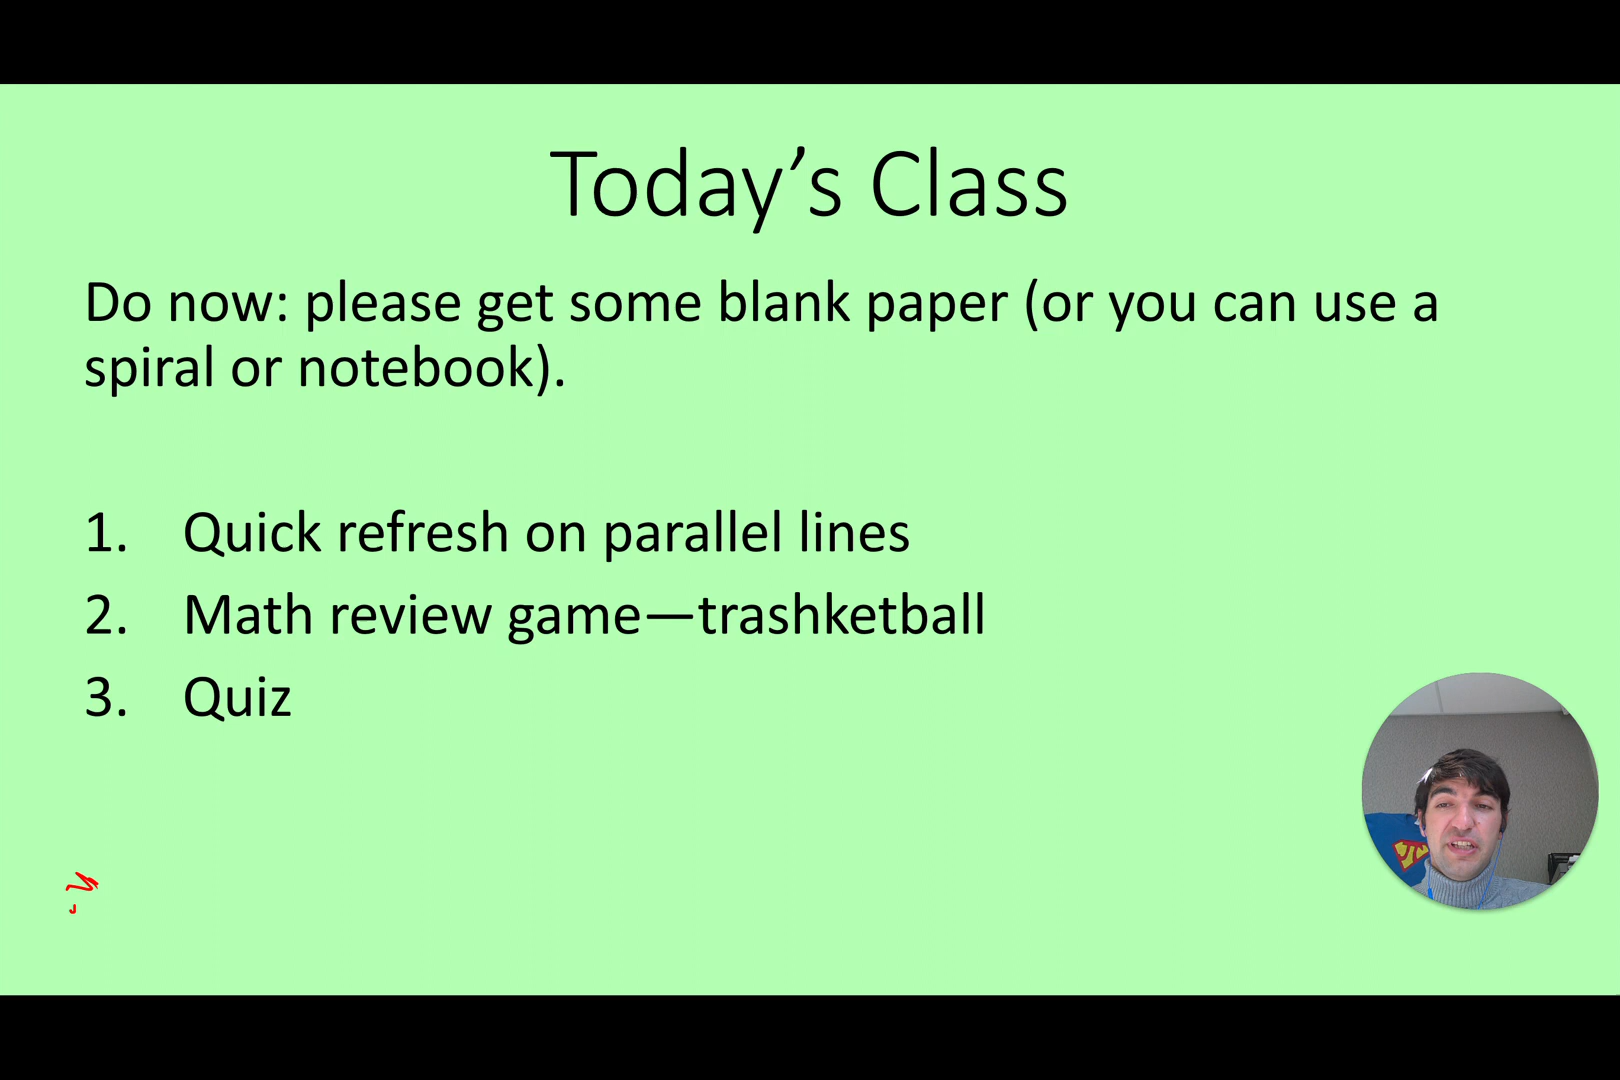 Today’s Class
Do now: please get some blank paper (or you can use a
spiral or notebook).
1. Quick refresh on parallel lines
2. Math review game—trashketball
3. Quiz